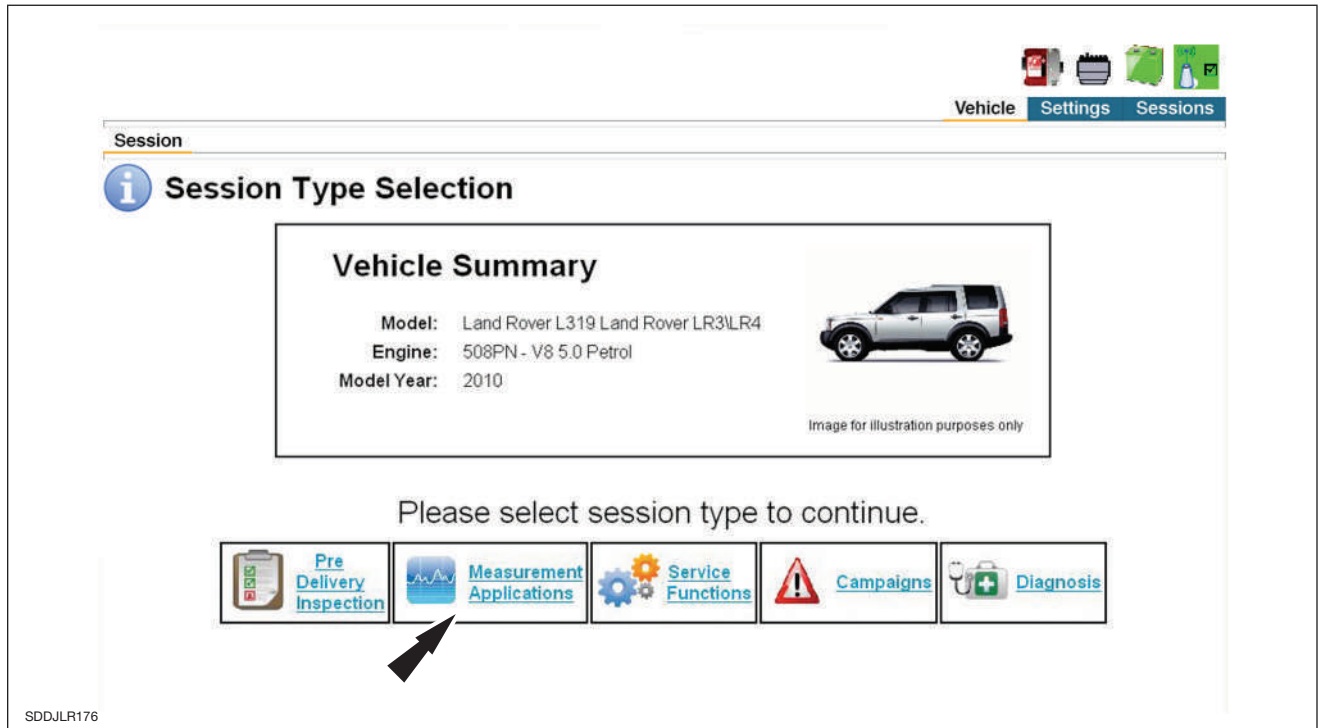 Vehicle Settings Sessions
Session
Session Type Selection
Vehicle Summary
Model: Land Rover L319 Land Rover LR3\LR4
Engine: 508PN - V8 5.0 Petrol
Model Year: 2010
Image for illustration purposes only
Please select session type to continue.
Pre
Delivery
Inspection
Measurement
Applications
Service
Functions
Campaigns
Diagnosis
SDDJLR176